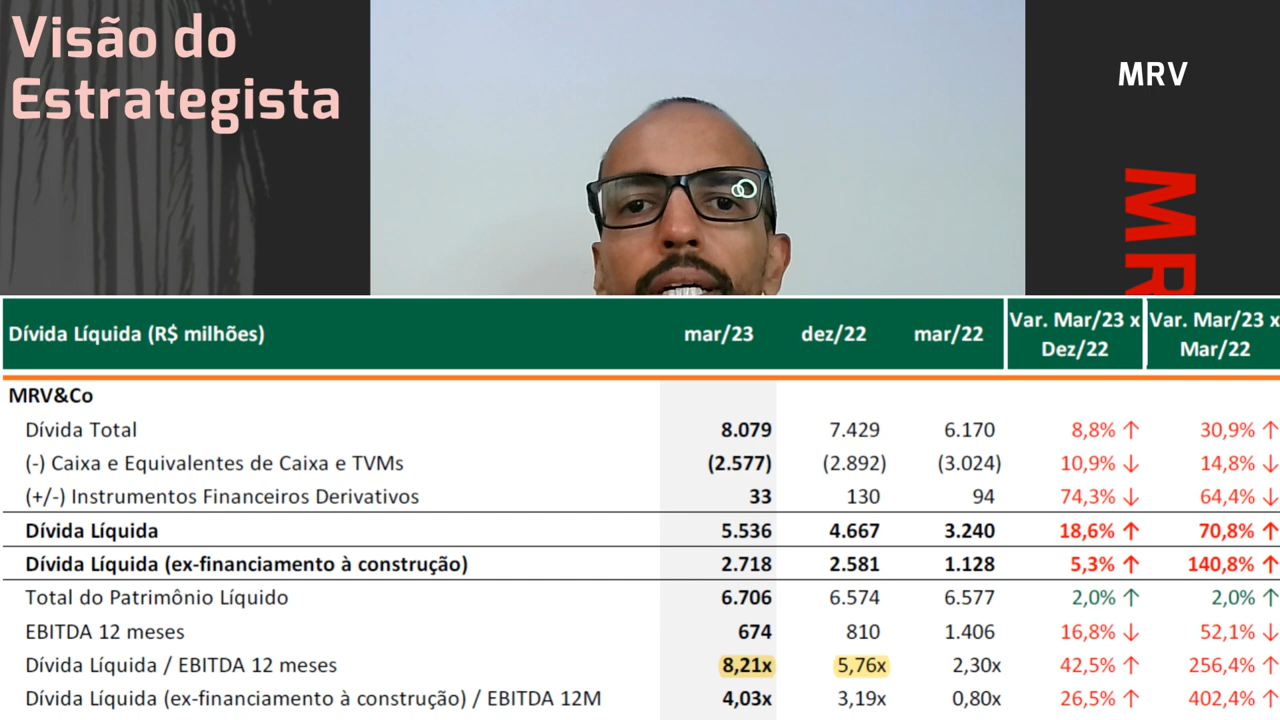 Visão do
Estrategista
MRV
MR
Dívida Líquida (R$ milhões) mar/23 dez/22 mar/22 Var. Mar/23 x Dez/22 Var. Mar/23 x Mar/22
MRV&Co
Dívida Total 8.079 7.429 6.170 8,8% ↑ 30,9% ↑
(-) Caixa e Equivalentes de Caixa e TVMs (2.577) (2.892) (3.024) 10,9% ↓ 14,8% ↓
(+/-) Instrumentos Financeiros Derivativos 33 130 94 74,3% ↓ 64,4% ↓
Dívida Líquida 5.536 4.667 3.240 18,6% ↑ 70,8% ↑
Dívida Líquida (ex-financiamento à construção) 2.718 2.581 1.128 5,3% ↑ 140,8% ↑
Total do Patrimônio Líquido 6.706 6.574 6.577 2,0% ↑ 2,0% ↑
EBITDA 12 meses 674 810 1.406 16,8% ↓ 52,1% ↓
Dívida Líquida / EBITDA 12 meses 8,21x 5,76x 2,30x 42,5% ↑ 256,4% ↑
Dívida Líquida (ex-financiamento à construção) / EBITDA 12M 4,03x 3,19x 0,80x 26,5% ↑ 402,4% ↑